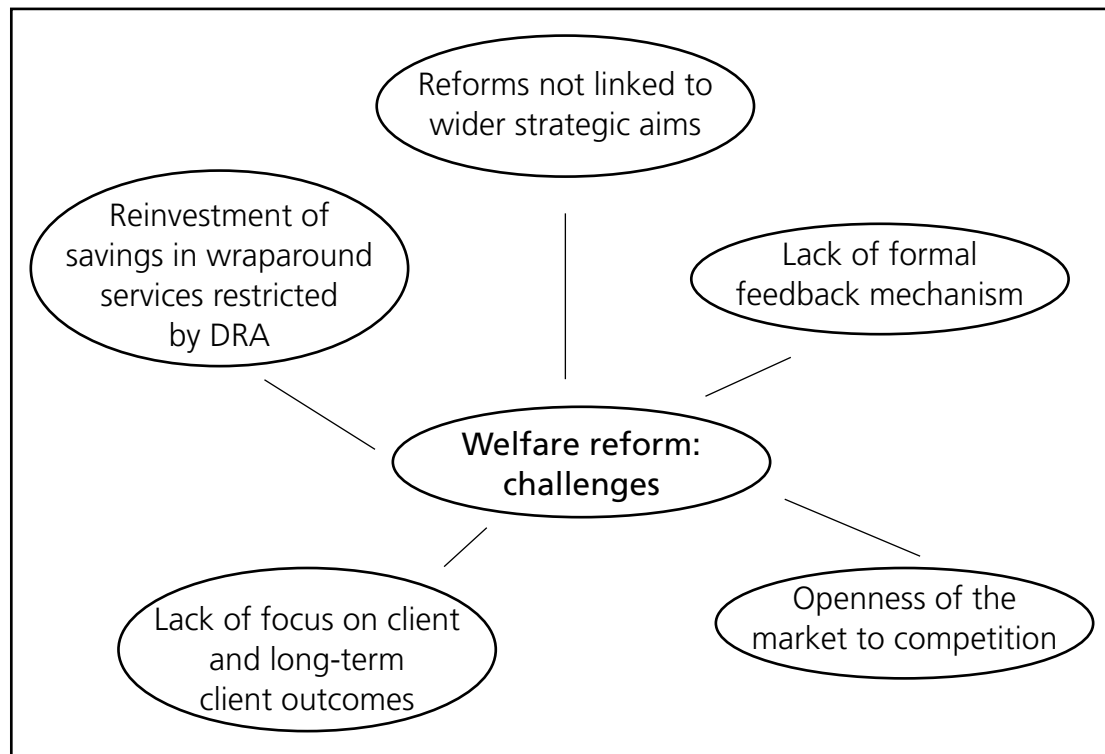 Reforms not linked to
wider strategic aims
Reinvestment of
savings in wraparound
services restricted
by DRA
Lack of formal
feedback mechanism
Welfare reform:
challenges
Lack of focus on client
and long-term
client outcomes
Openness of the
market to competition